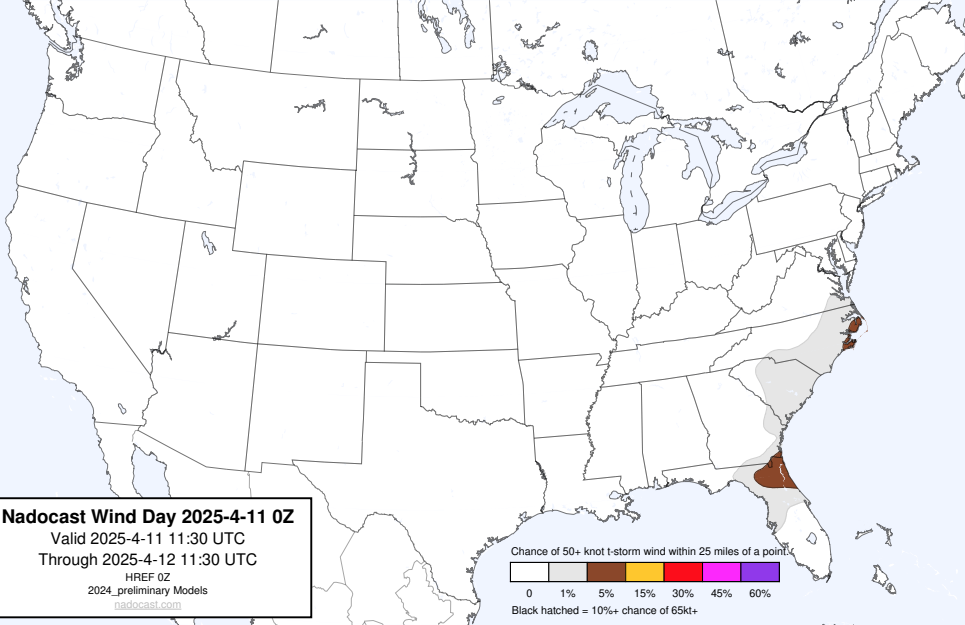 Nadocast Wind Day 2025-4-11 0Z
Valid 2025-4-11 11:30 UTC
Through 2025-4-12 11:30 UTC
HREF 0Z
2024_preliminary Models
nadocast.com
Chance of 50+ knot t-storm wind within 25 miles of a point.
0 1% 5% 15% 30% 45% 60%
Black hatched = 10%+ chance of 65kt+